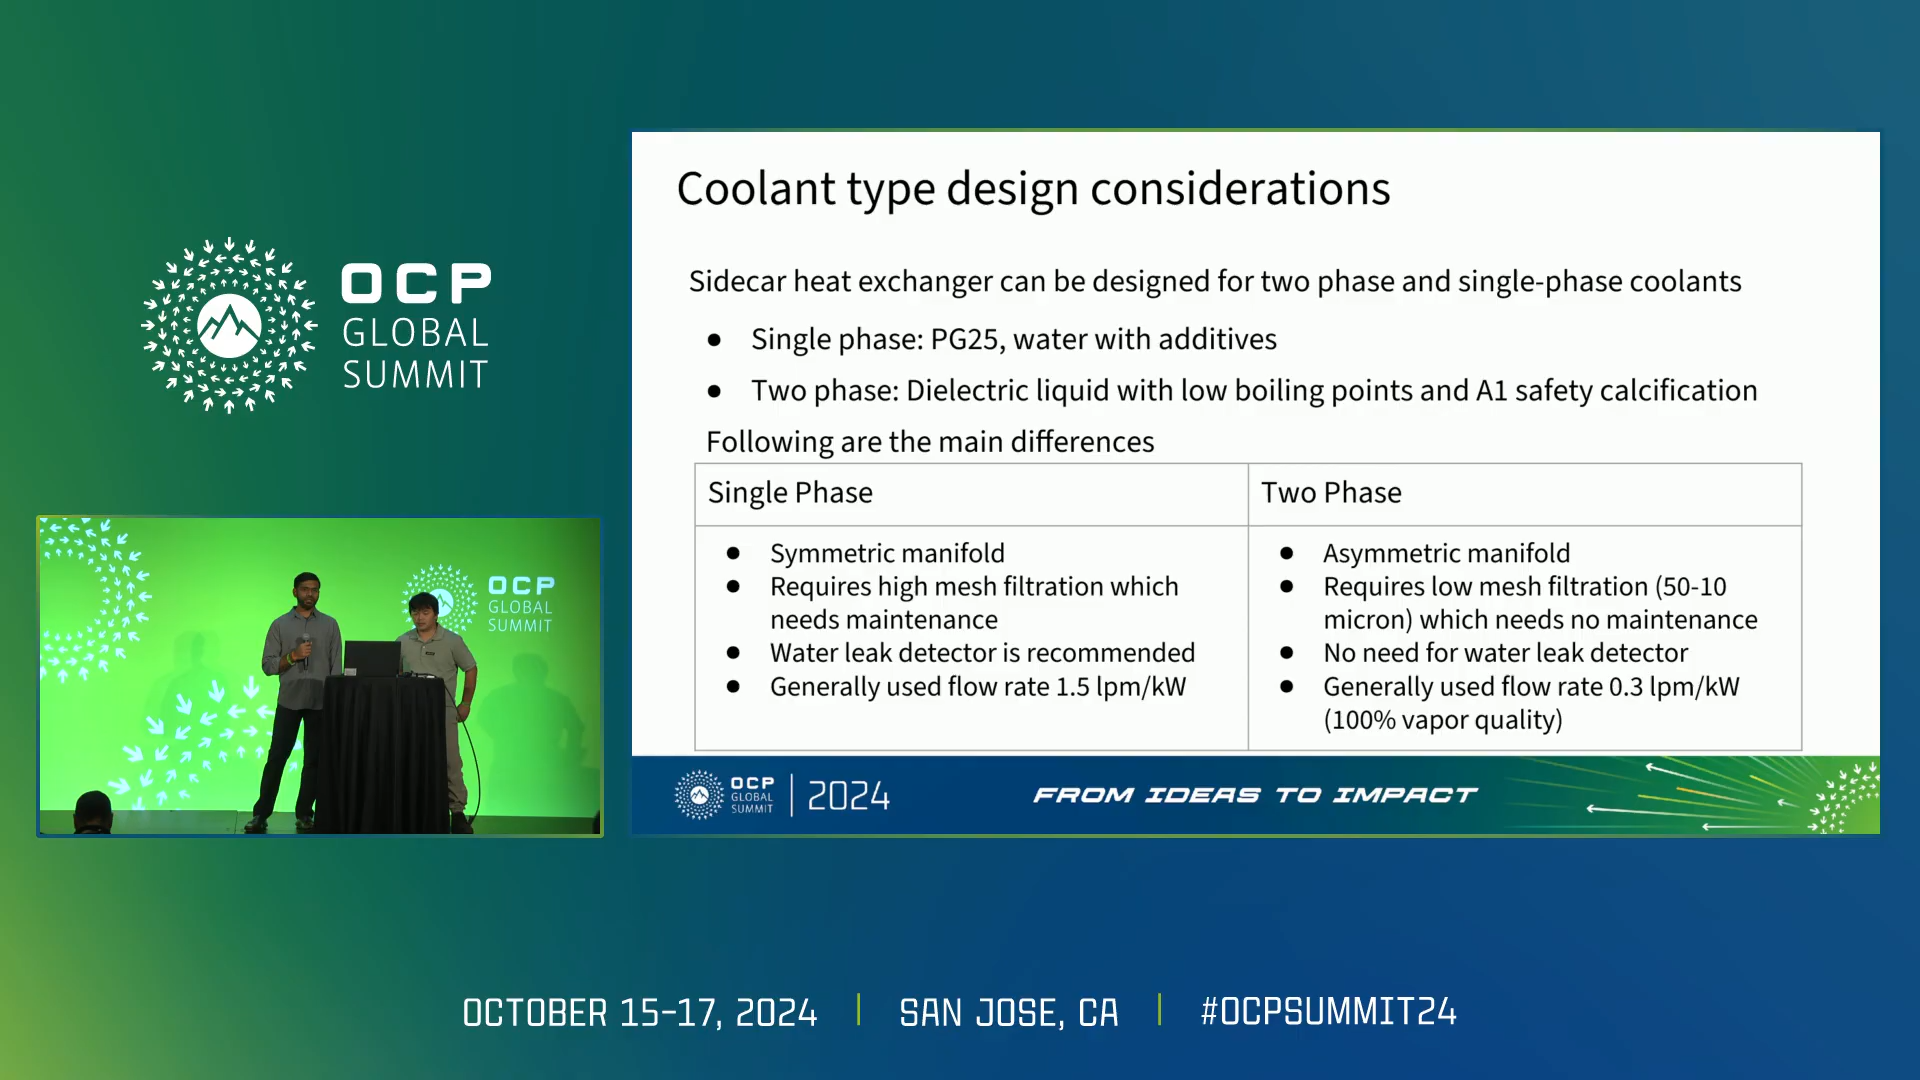 OCP
GLOBAL
SUMMIT
OCP
GLOBAL
SUMMIT
Coolant type design considerations
Sidecar heat exchanger can be designed for two phase and single-phase coolants
● Single phase: PG25, water with additives
● Two phase: Dielectric liquid with low boiling points and A1 safety calcification
Following are the main differences
Single Phase
● Symmetric manifold
● Requires high mesh filtration which
needs maintenance
● Water leak detector is recommended
● Generally used flow rate 1.5 lpm/kW
Two Phase
● Asymmetric manifold
● Requires low mesh filtration (50-10
micron) which needs no maintenance
● No need for water leak detector
● Generally used flow rate 0.3 lpm/kW
(100% vapor quality)
OCP
GLOBAL
SUMMIT
2024
FROM IDEAS TO IMPACT
OCTOBER 15-17, 2024 | SAN JOSE, CA | #OCPSUMMIT24